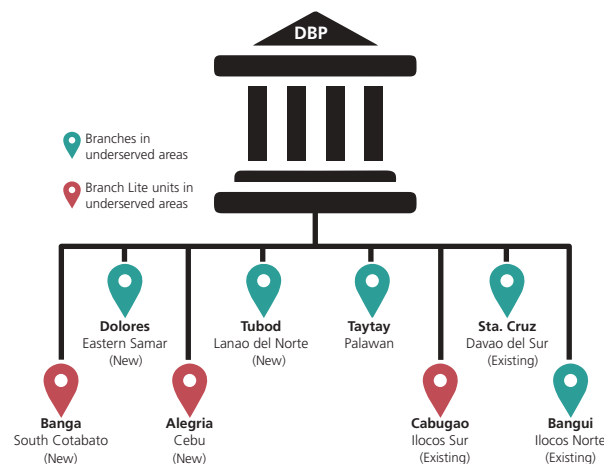 DBP
Branches in
underserved areas
Branch Lite units in
underserved areas
Dolores
Eastern Samar
(New)
Tubod
Lanao del Norte
(New)
Taytay
Palawan
Sta. Cruz
Davao del Sur
(Existing)
Banga
South Cotabato
(New)
Alegria
Cebu
(New)
Cabugao
Ilocos Sur
(Existing)
Bangui
Ilocos Norte
(Existing)